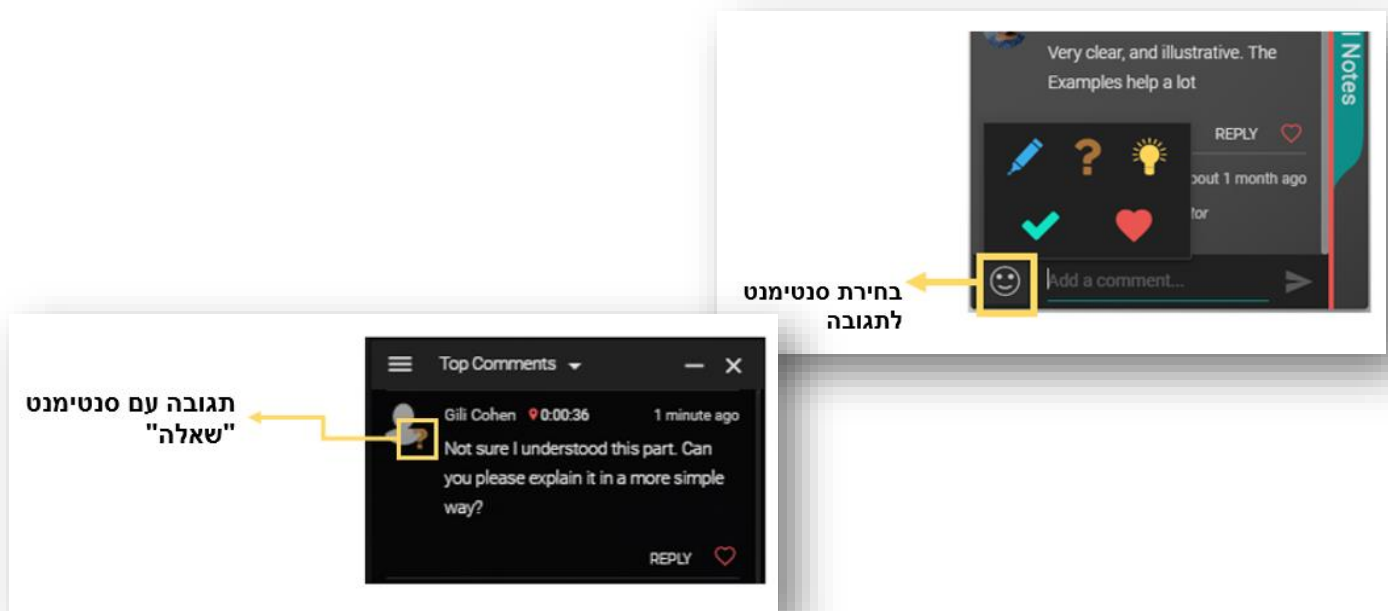 Very clear, and illustrative. The
Examples help a lot
REPLY
Notes
bout 1 month ago
tor
Add a comment...
בחירת סנטימנט
לתגובה
Top Comments
תגובה עם סנטימנט
"שאלה"
Gili Cohen 0:00:36 1 minute ago
Not sure I understood this part. Can
you please explain it in a more simple
way?
REPLY